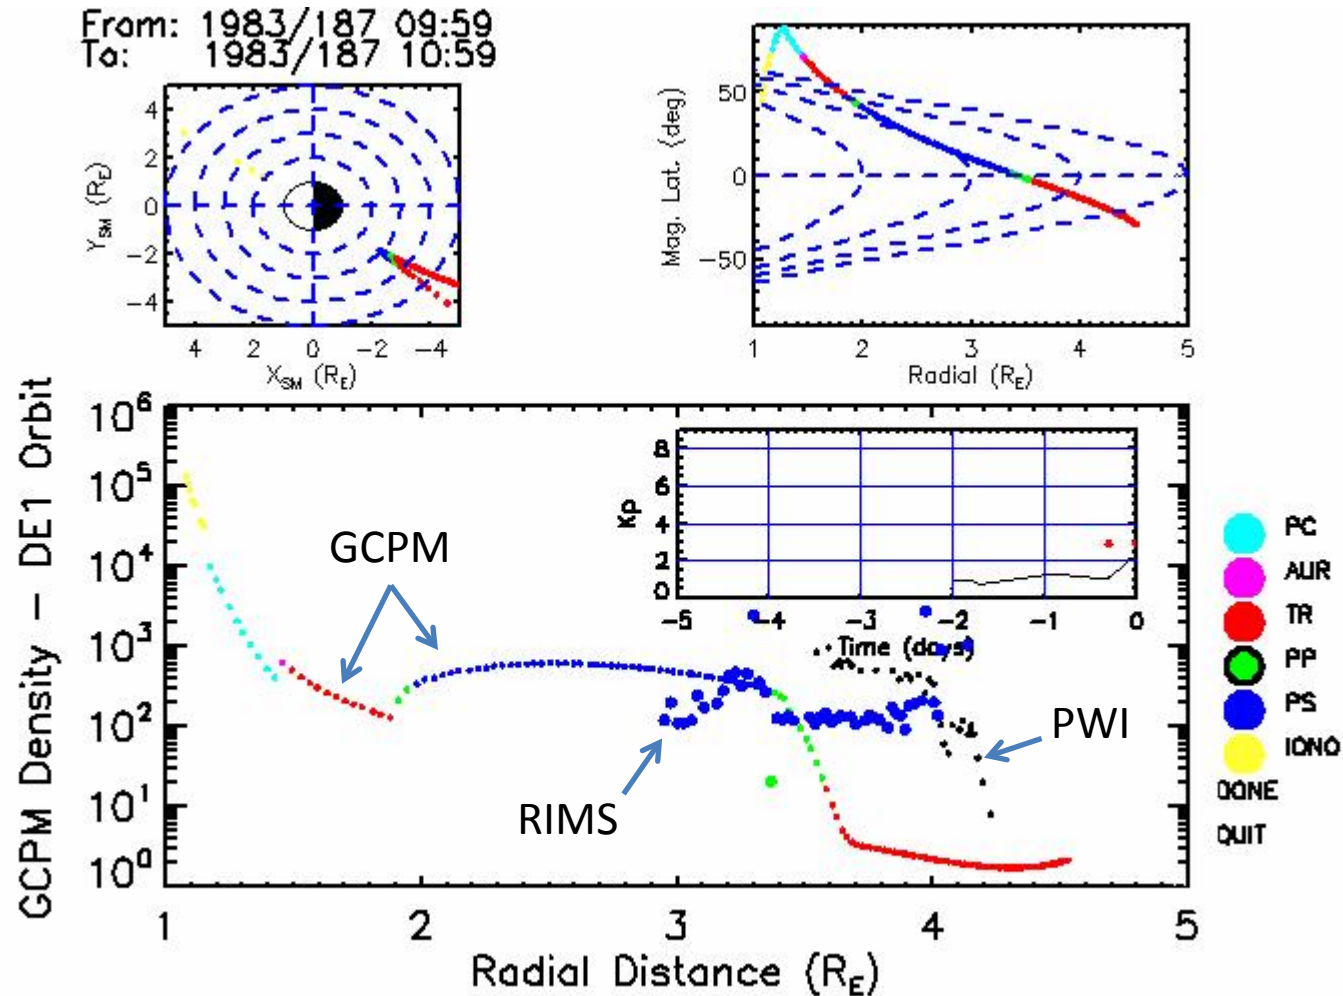 From: 1983/187 09:59
To: 1983/187 10:59
4
2
0
−2
−4
Y_SM (R_E)
4 2 0 −2 −4
X_SM (R_E)
50
0
−50
Mag. Lat. (deg)
1 2 3 4 5
Radial (R_E)
GCPM Density − DE1 Orbit
10^6
10^5
10^4
10^3
10^2
10^1
10^0
GCPM
RIMS
PWI
8
6
4
2
0
Kp
−5 −4 −3 −2 −1 0
Time (days)
1 2 3 4 5
Radial Distance (R_E)
PC
AUR
TR
PP
PS
IONO
DONE
QUIT